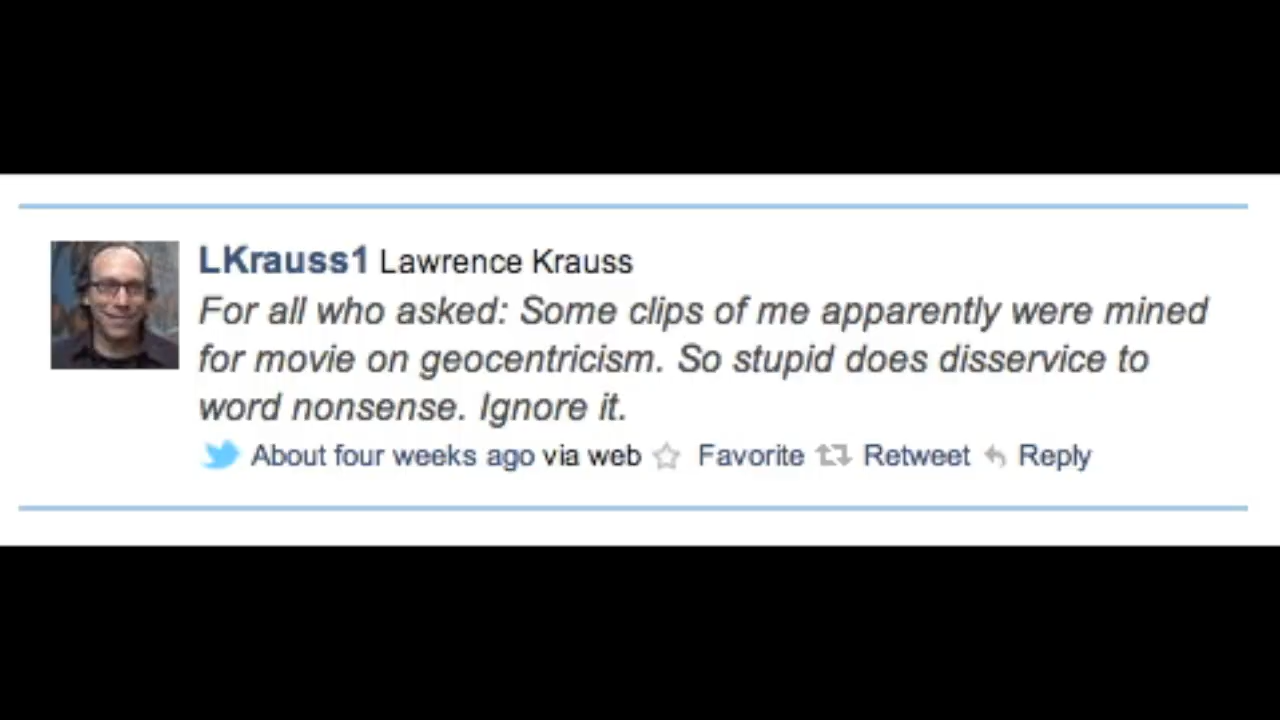 LKrauss1 Lawrence Krauss
For all who asked: Some clips of me apparently were mined
for movie on geocentricism. So stupid does disservice to
word nonsense. Ignore it.
About four weeks ago via web Favorite Retweet Reply